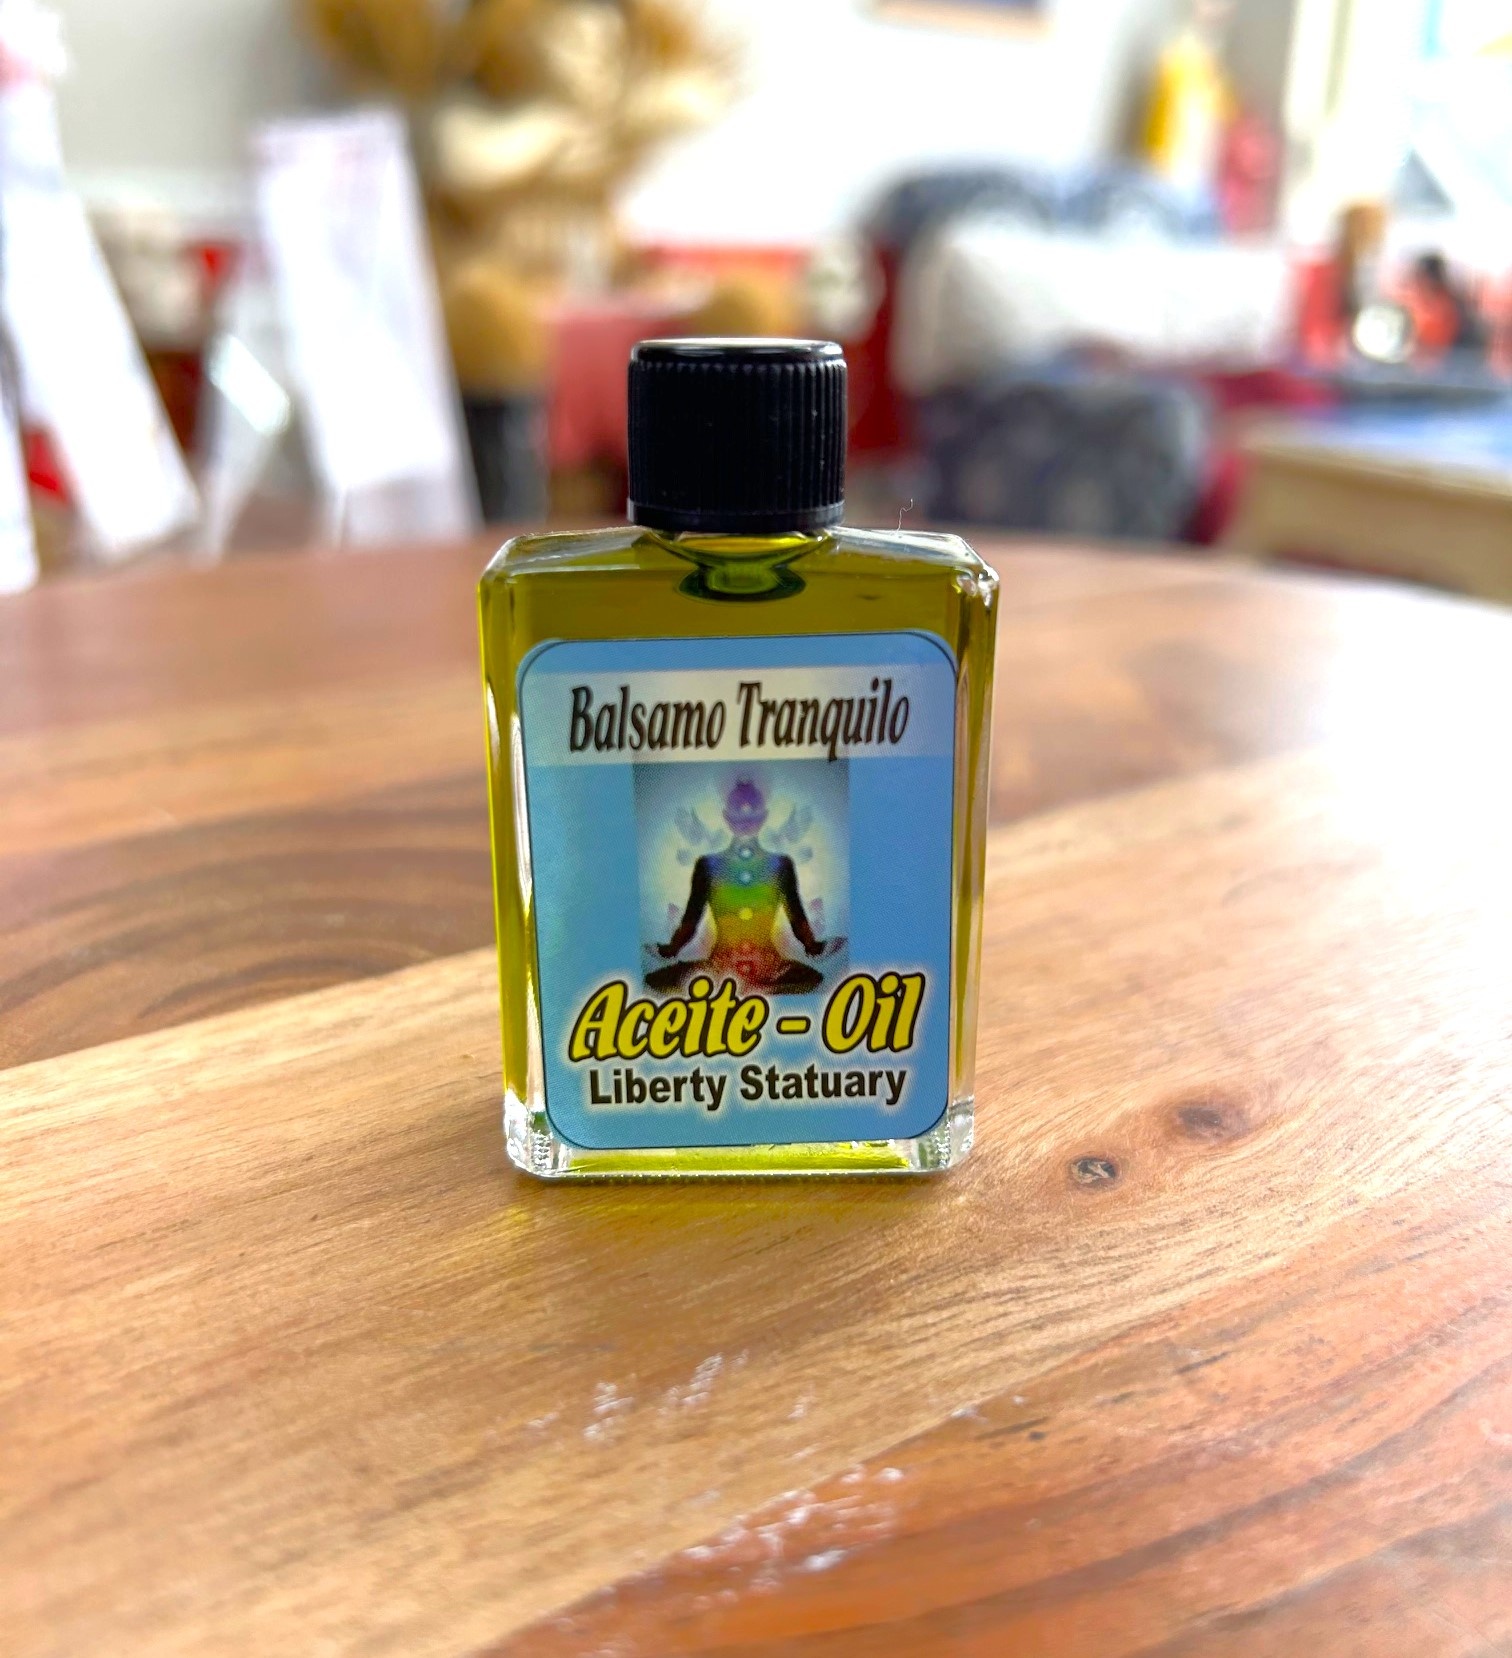 Balsamo Tranquilo
Aceite - Oil
Liberty Statuary